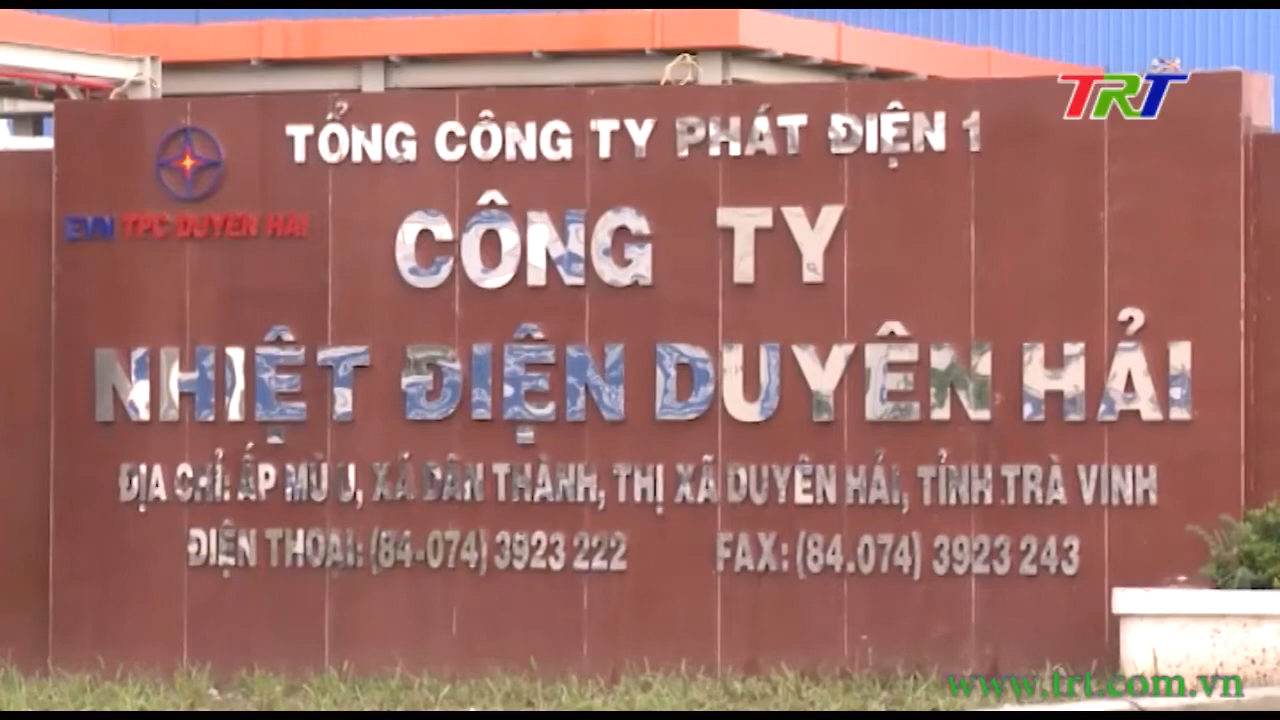 TRT
TỔNG CÔNG TY PHÁT ĐIỆN 1
EVN TPC DUYEN HẢI
CÔNG TY
NHIỆT ĐIỆN DUYÊN HẢI
ĐỊA CHỈ: ẤP MÙ U, XÃ DÂN THÀNH, THỊ XÃ DUYÊN HẢI, TỈNH TRÀ VINH
ĐIỆN THOẠI: (84-074) 3923 222 FAX: (84.074) 3923 243
www.trt.com.vn